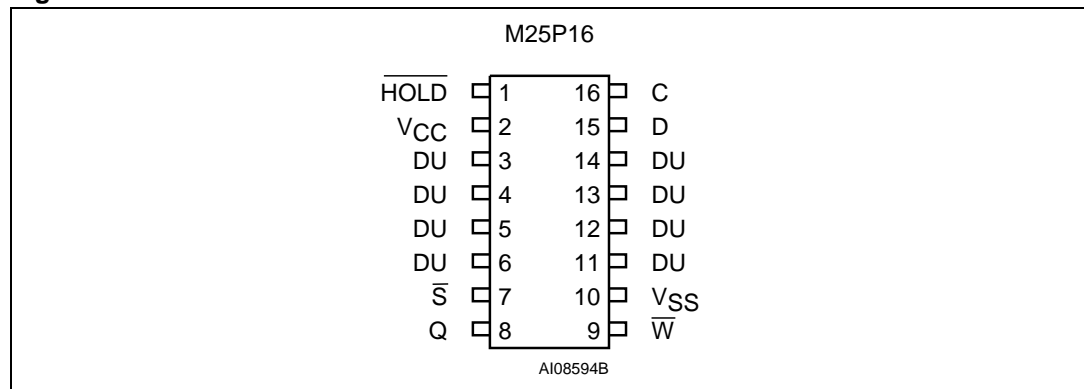 M25P16
HOLD 1 16 C
VCC 2 15 D
DU 3 14 DU
DU 4 13 DU
DU 5 12 DU
DU 6 11 DU
S 7 10 VSS
Q 8 9 W
AI08594B